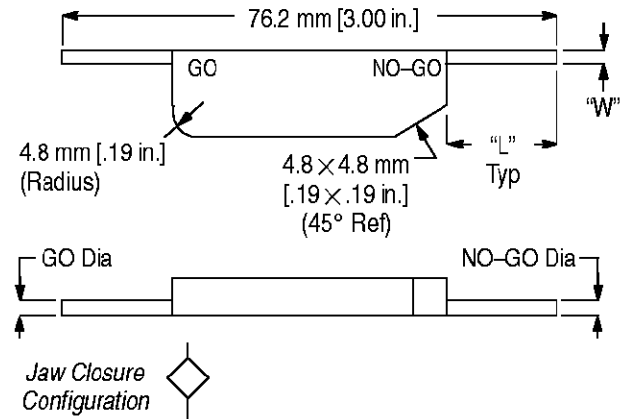 76.2 mm [3.00 in.]
GO
NO–GO
"W"
4.8 mm [.19 in.]
(Radius)
4.8 × 4.8 mm
[.19 × .19 in.]
(45° Ref)
"L"
Typ
GO Dia
NO–GO Dia
Jaw Closure
Configuration